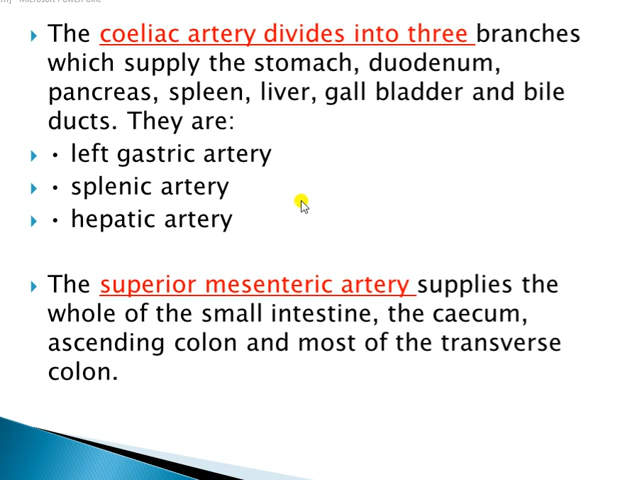 The coeliac artery divides into three branches
which supply the stomach, duodenum,
pancreas, spleen, liver, gall bladder and bile
ducts. They are:
• left gastric artery
• splenic artery
• hepatic artery
The superior mesenteric artery supplies the
whole of the small intestine, the caecum,
ascending colon and most of the transverse
colon.